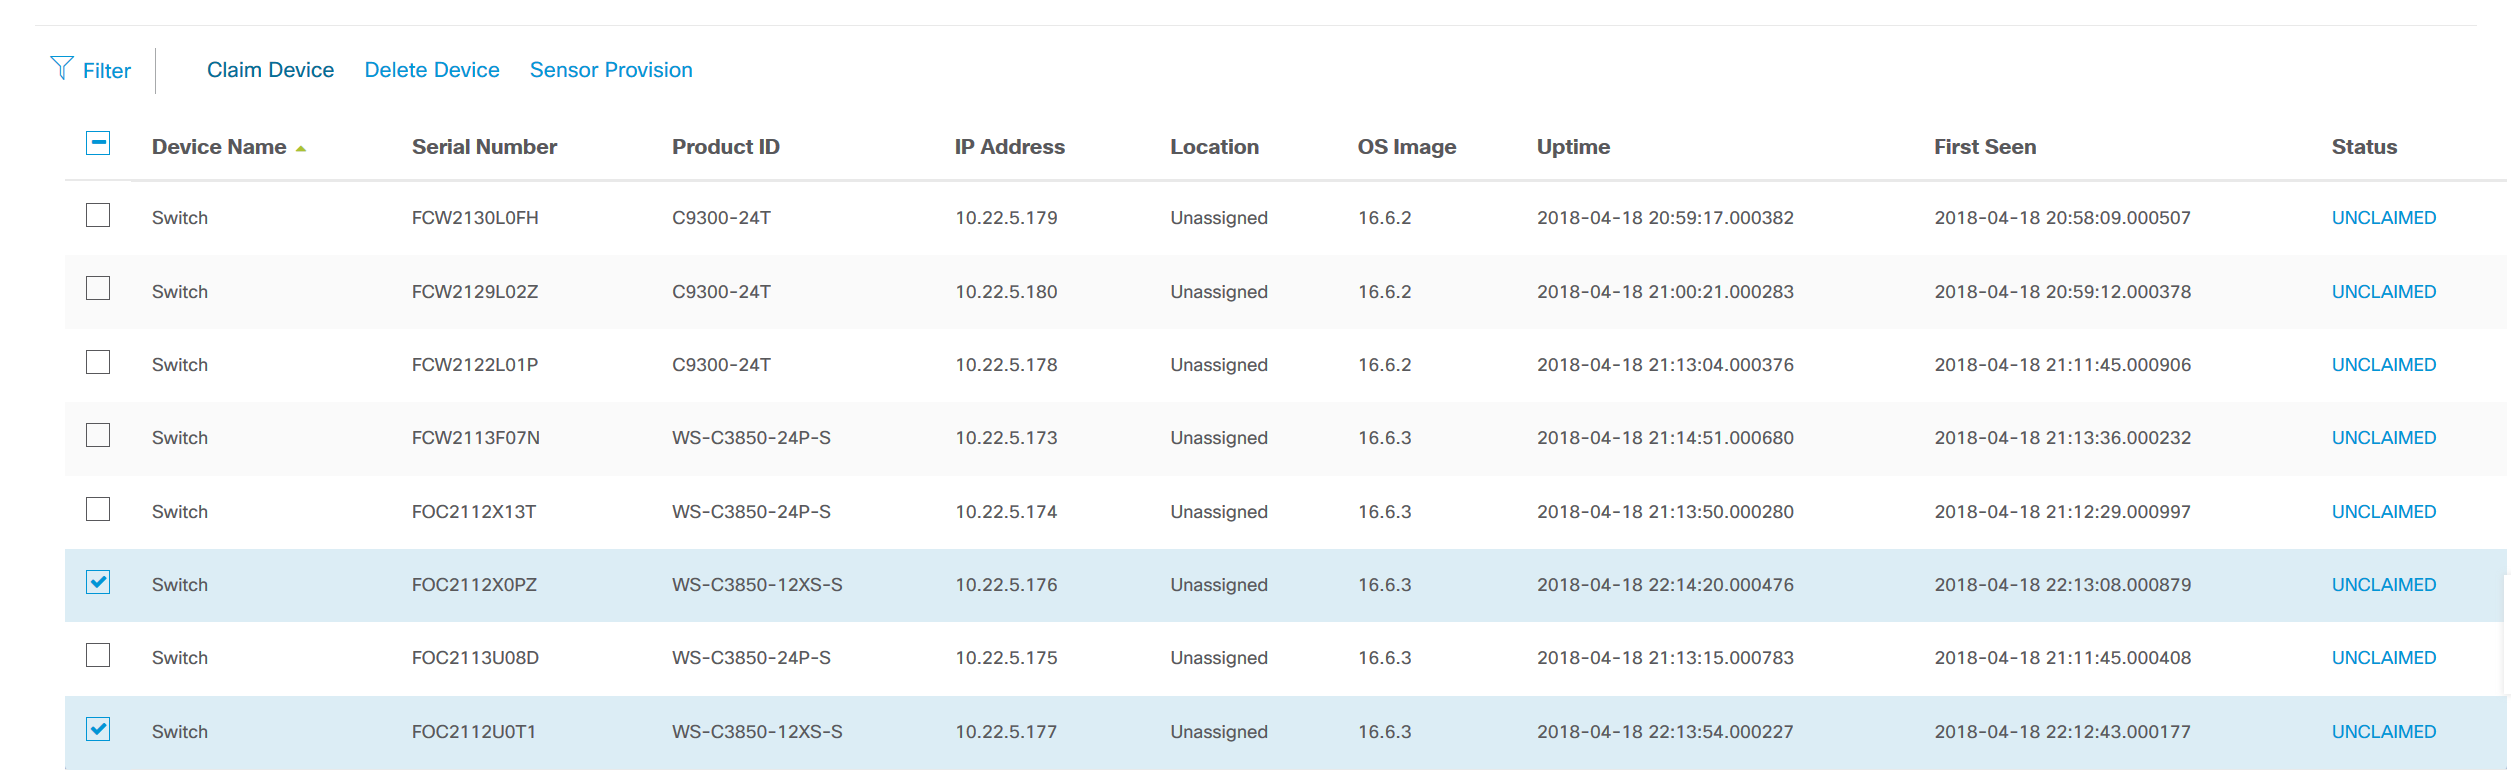 Filter Claim Device Delete Device Sensor Provision
Device Name Serial Number Product ID IP Address Location OS Image Uptime First Seen Status
Switch FCW2130L0FH C9300-24T 10.22.5.179 Unassigned 16.6.2 2018-04-18 20:59:17.000382 2018-04-18 20:58:09.000507 UNCLAIMED
Switch FCW2129L02Z C9300-24T 10.22.5.180 Unassigned 16.6.2 2018-04-18 21:00:21.000283 2018-04-18 20:59:12.000378 UNCLAIMED
Switch FCW2122L01P C9300-24T 10.22.5.178 Unassigned 16.6.2 2018-04-18 21:13:04.000376 2018-04-18 21:11:45.000906 UNCLAIMED
Switch FCW2113F07N WS-C3850-24P-S 10.22.5.173 Unassigned 16.6.3 2018-04-18 21:14:51.000680 2018-04-18 21:13:36.000232 UNCLAIMED
Switch FOC2112X13T WS-C3850-24P-S 10.22.5.174 Unassigned 16.6.3 2018-04-18 21:13:50.000280 2018-04-18 21:12:29.000997 UNCLAIMED
Switch FOC2112X0PZ WS-C3850-12XS-S 10.22.5.176 Unassigned 16.6.3 2018-04-18 22:14:20.000476 2018-04-18 22:13:08.000879 UNCLAIMED
Switch FOC2113U08D WS-C3850-24P-S 10.22.5.175 Unassigned 16.6.3 2018-04-18 21:13:15.000783 2018-04-18 21:11:45.000408 UNCLAIMED
Switch FOC2112U0T1 WS-C3850-12XS-S 10.22.5.177 Unassigned 16.6.3 2018-04-18 22:13:54.000227 2018-04-18 22:12:43.000177 UNCLAIMED